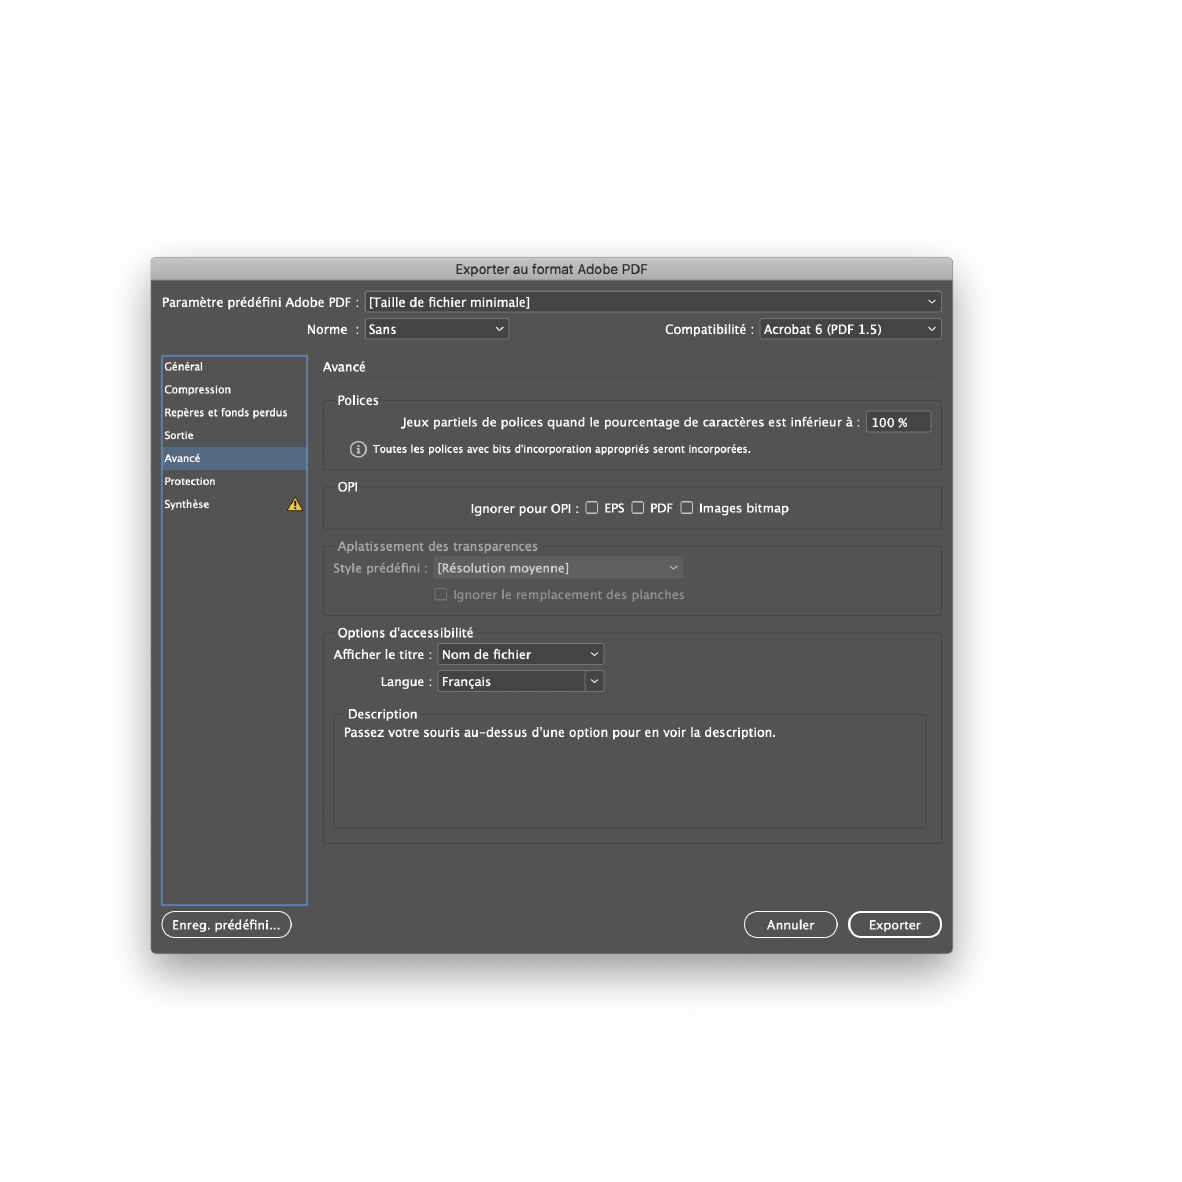 Exporter au format Adobe PDF
Paramètre prédéfini Adobe PDF : [Taille de fichier minimale]
Norme : Sans Compatibilité : Acrobat 6 (PDF 1.5)
Général
Compression
Repères et fonds perdus
Sortie
Avancé
Protection
Synthèse
Avancé
Polices
Jeux partiels de polices quand le pourcentage de caractères est inférieur à : 100 %
Toutes les polices avec bits d'incorporation appropriés seront incorporées.
OPI
Ignorer pour OPI : EPS PDF Images bitmap
Aplatissement des transparences
Style prédéfini : [Résolution moyenne]
Ignorer le remplacement des planches
Options d'accessibilité
Afficher le titre : Nom de fichier
Langue : Français
Description
Passez votre souris au-dessus d'une option pour en voir la description.
Enreg. prédéfini... Annuler Exporter